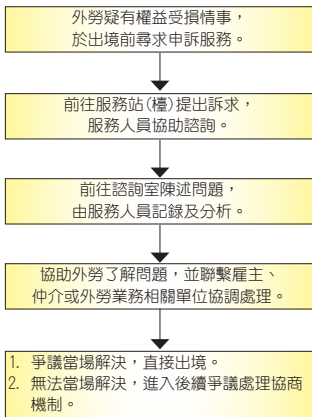 外勞疑有權益受損情事，
於出境前尋求申訴服務。
前往服務站(檯)提出訴求，
服務人員協助諮詢。
前往諮詢室陳述問題，
由服務人員記錄及分析。
協助外勞了解問題，並聯繫雇主、
仲介或外勞業務相關單位協調處理。
1. 爭議當場解決，直接出境。
2. 無法當場解決，進入後續爭議處理協商
機制。